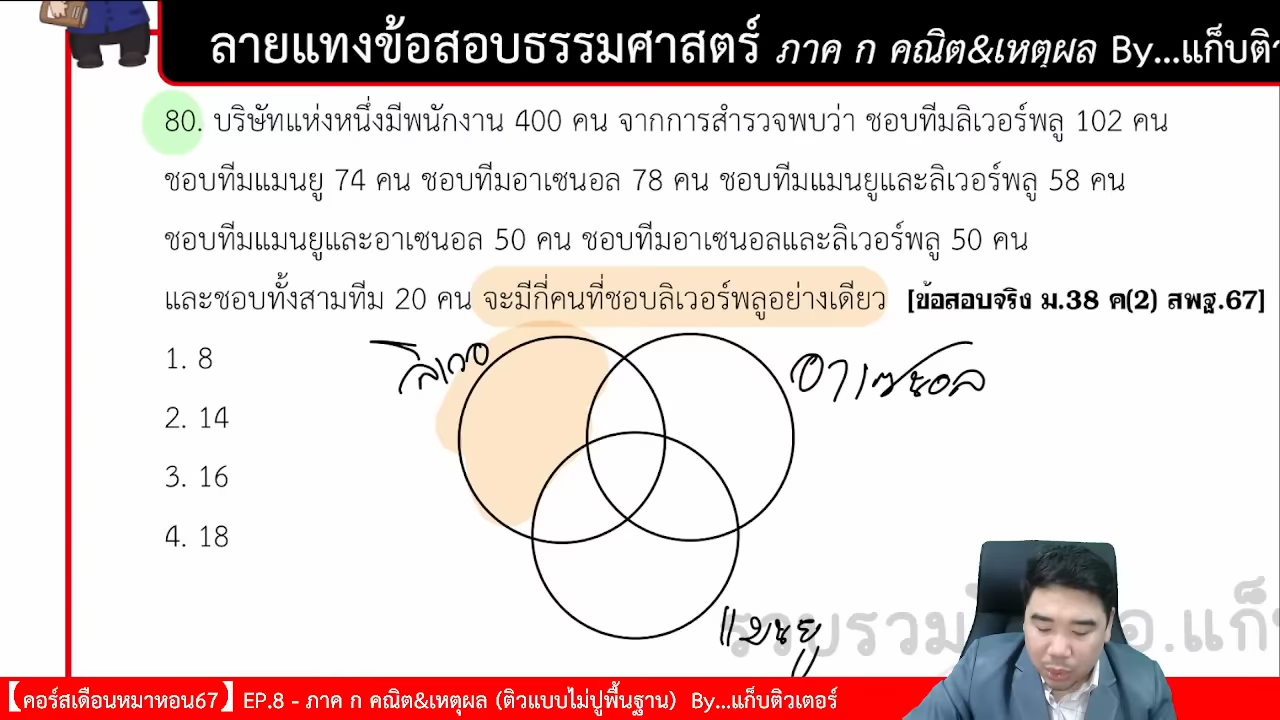 ลายแทงข้อสอบธรรมศาสตร์ ภาค ก คณิต&เหตุผล By...แก็บติว
80. บริษัทแห่งหนึ่งมีพนักงาน 400 คน จากการสำรวจพบว่า ชอบทีมลิเวอร์พลู 102 คน
ชอบทีมแมนยู 74 คน ชอบทีมอาเซนอล 78 คน ชอบทีมแมนยูและลิเวอร์พลู 58 คน
ชอบทีมแมนยูและอาเซนอล 50 คน ชอบทีมอาเซนอลและลิเวอร์พลู 50 คน
และชอบทั้งสามทีม 20 คน จะมีกี่คนที่ชอบลิเวอร์พลูอย่างเดียว [ข้อสอบจริง ม.38 ค(2) สพฐ.67]
1. 8
ลิเวอ
อาเซนอล
2. 14
3. 16
4. 18
แมนยู
【คอร์สเดือนหมาหอน67】 EP.8 - ภาค ก คณิต&เหตุผล (ติวแบบไม่ปูพื้นฐาน) By...แก็บติวเตอร์